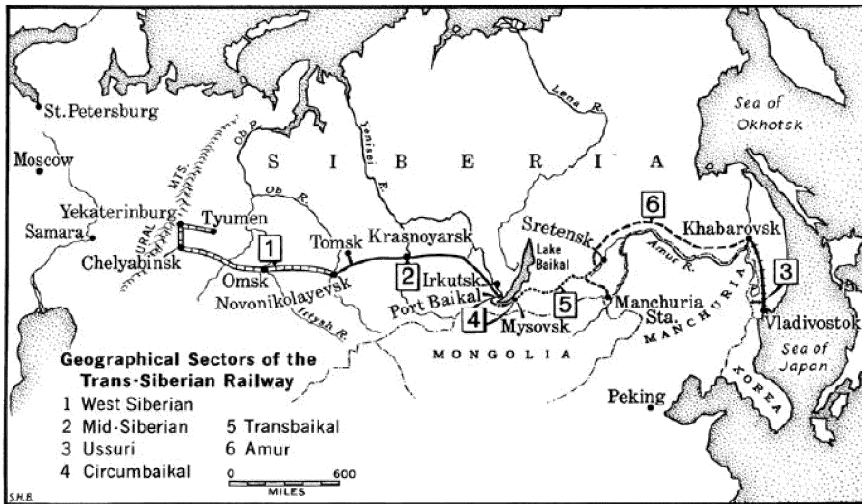 St. Petersburg
Moscow
Samara
URAL MTS.
Yekaterinburg
Tyumen
Chelyabinsk
Ob R.
Ob R.
S I B E R I A
Yenisei R.
Lena R.
Sea of
Okhotsk
1
Omsk
Irtysh R.
Novonikolayevsk
Tomsk
Krasnoyarsk
2
Irkutsk
Port Baikal
Lake
Baikal
4
Mysovsk
5
Sretensk
6
Amur R.
Khabarovsk
3
Manchuria
Sta.
MANCHURIA
Vladivostok
Sea of
Japan
MONGOLIA
Peking
KOREA
Geographical Sectors of the
Trans-Siberian Railway
1 West Siberian
2 Mid-Siberian
3 Ussuri
4 Circumbaikal
5 Transbaikal
6 Amur
0 600
MILES
S.H.B.